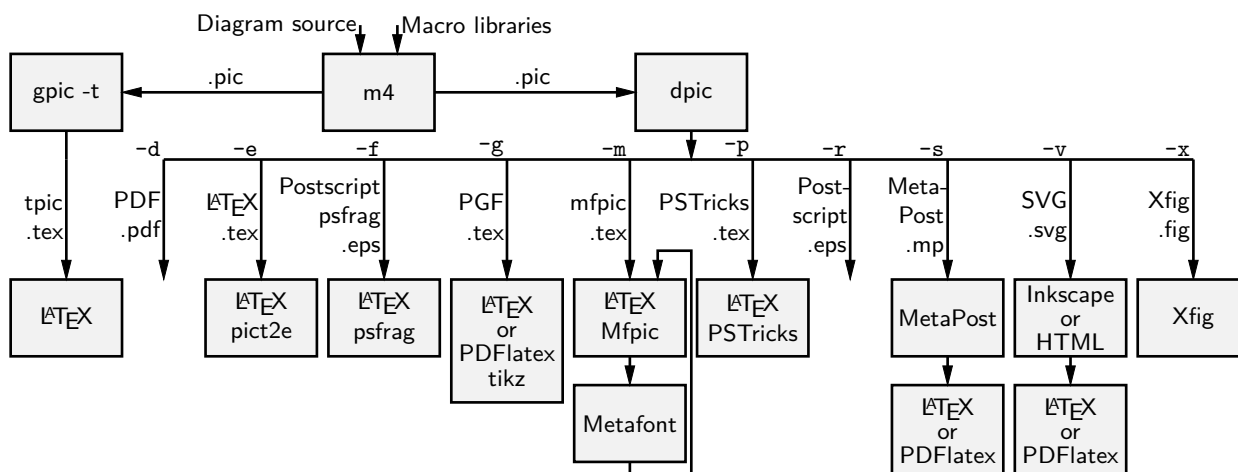 Diagram source
Macro libraries
gpic -t
.pic
m4
.pic
dpic
-d
-e
-f
-g
-m
-p
-r
-s
-v
-x
tpic
.tex
PDF
.pdf
LATEX
.tex
Postscript
psfrag
.eps
PGF
.tex
mfpic
.tex
PSTricks
.tex
Post-
script
.eps
Meta-
Post
.mp
SVG
.svg
Xfig
.fig
LATEX
LATEX
pict2e
LATEX
psfrag
LATEX
or
PDFlatex
tikz
LATEX
Mfpic
LATEX
PSTricks
MetaPost
Inkscape
or
HTML
Xfig
Metafont
LATEX
or
PDFlatex
LATEX
or
PDFlatex